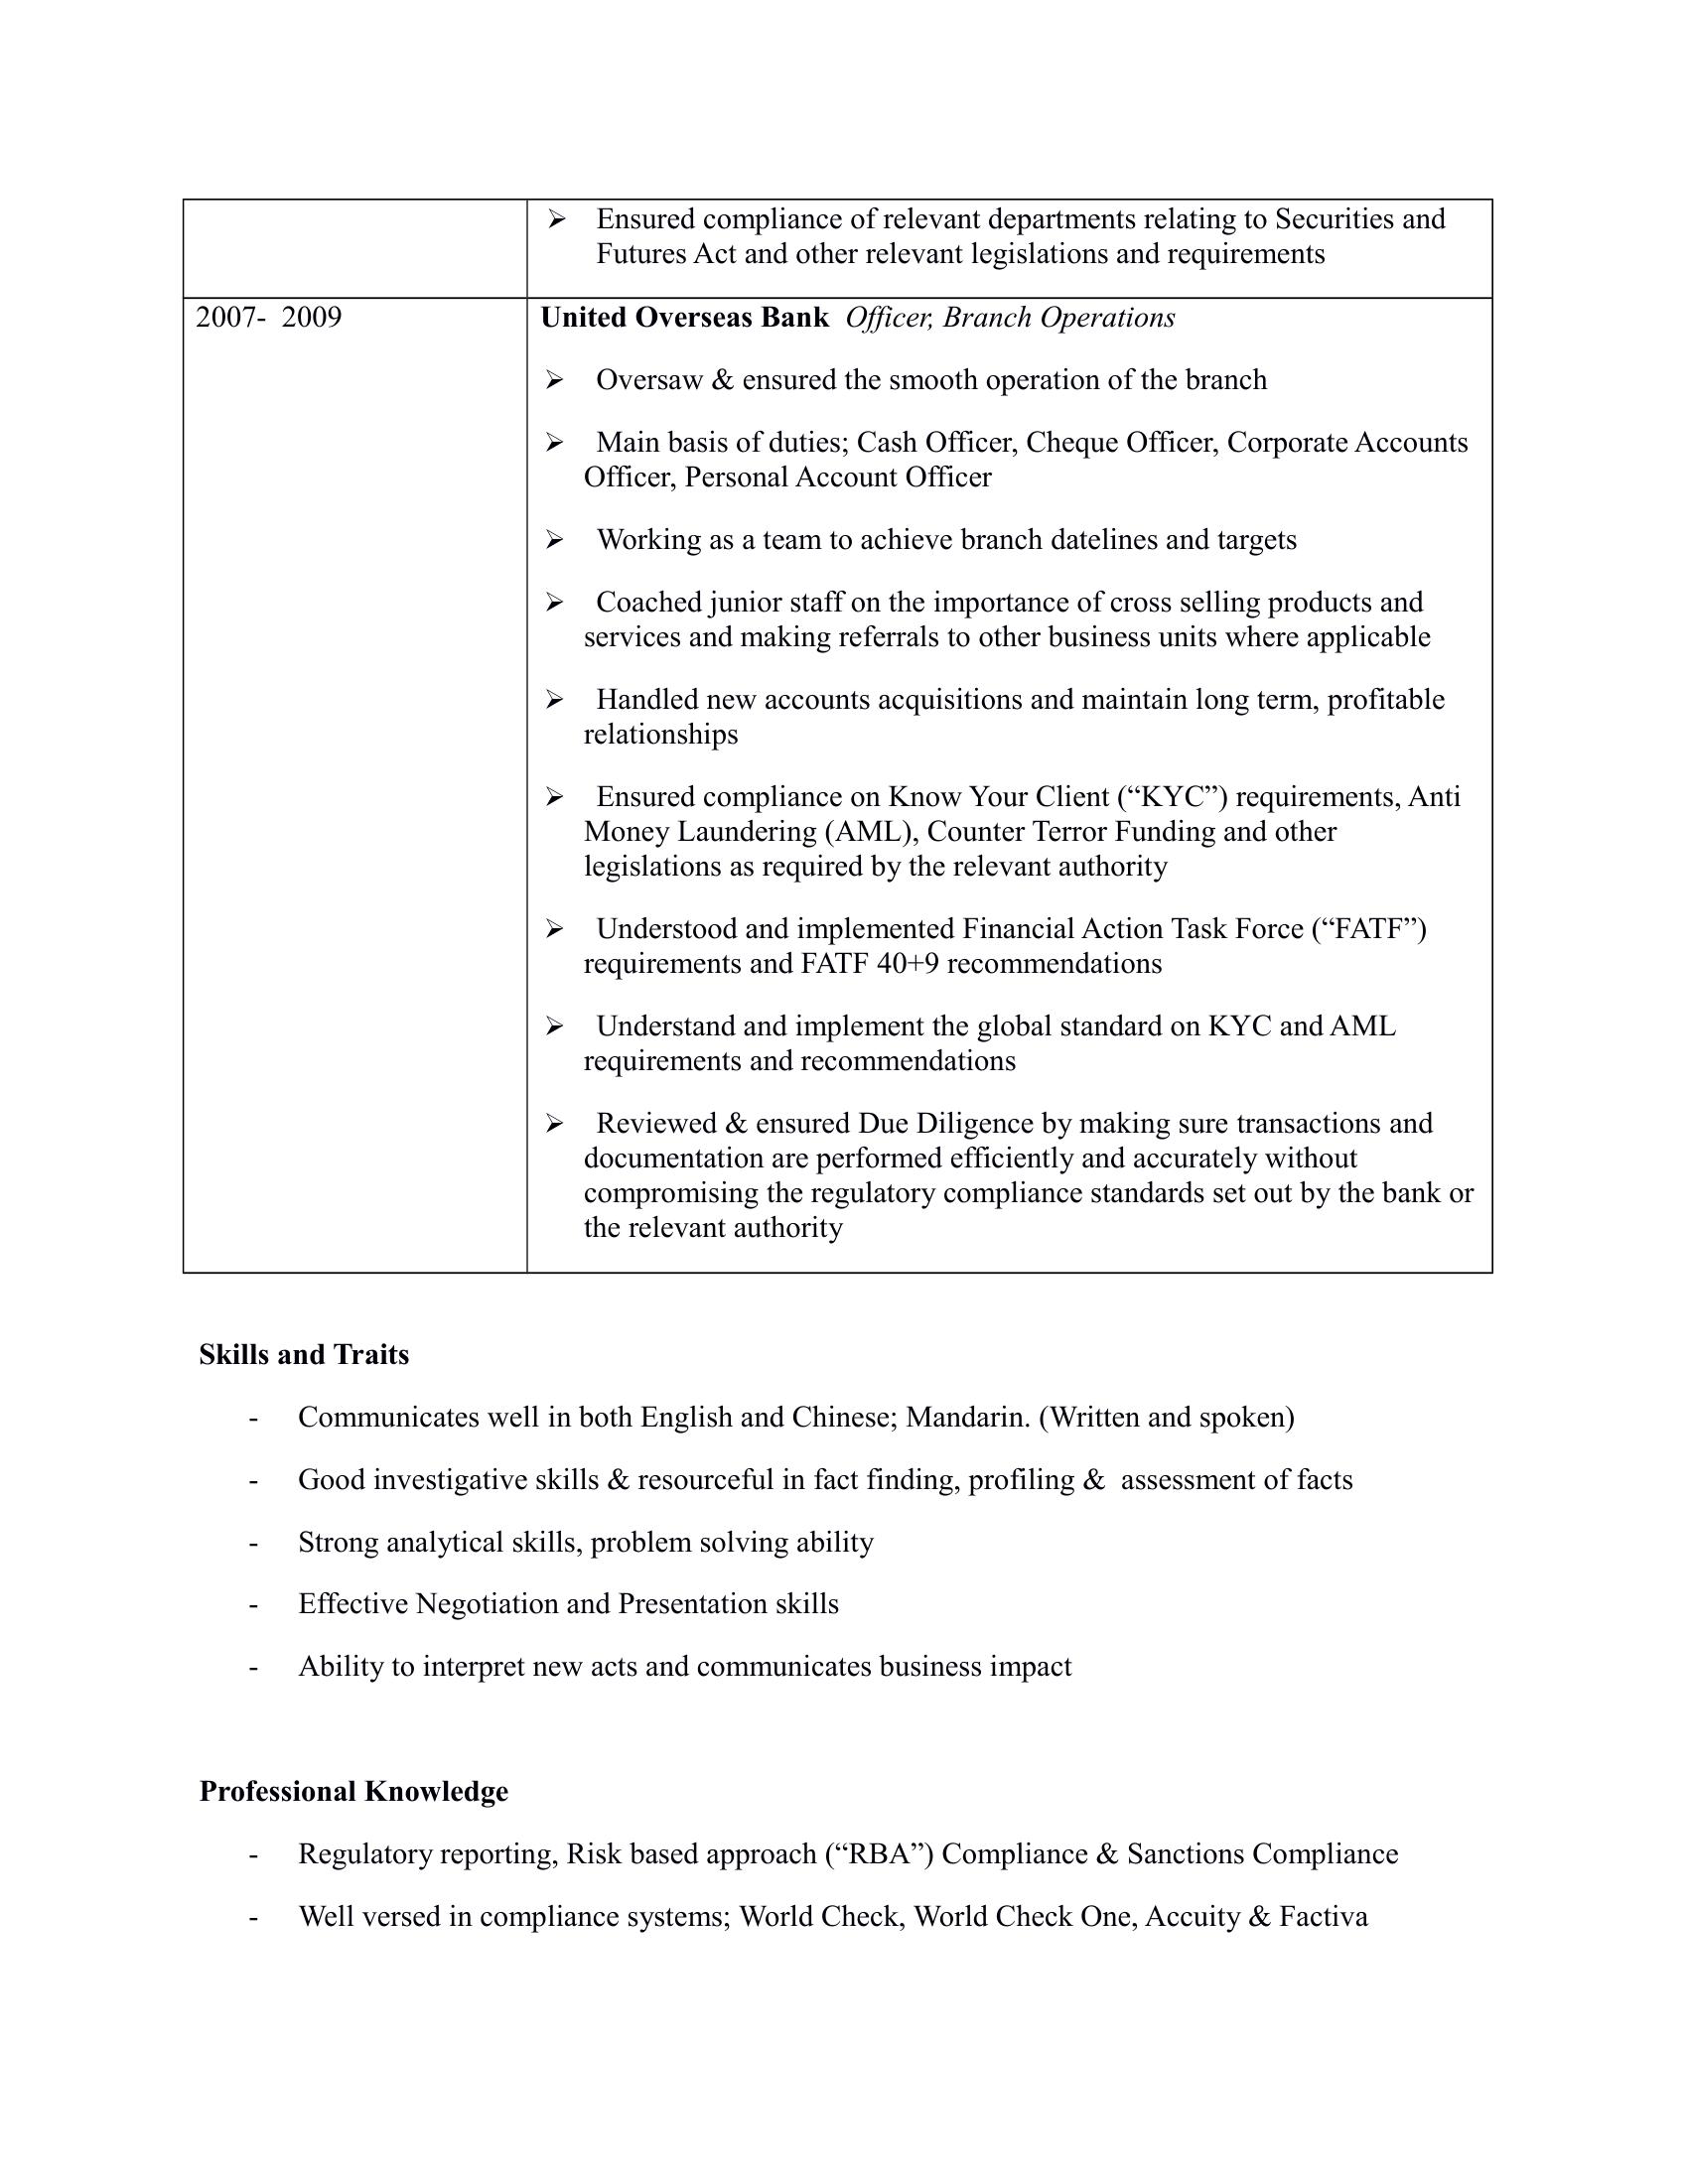 ➢ Ensured compliance of relevant departments relating to Securities and
Futures Act and other relevant legislations and requirements
2007- 2009
United Overseas Bank Officer, Branch Operations
➢ Oversaw & ensured the smooth operation of the branch
➢ Main basis of duties; Cash Officer, Cheque Officer, Corporate Accounts
Officer, Personal Account Officer
➢ Working as a team to achieve branch datelines and targets
➢ Coached junior staff on the importance of cross selling products and
services and making referrals to other business units where applicable
➢ Handled new accounts acquisitions and maintain long term, profitable
relationships
➢ Ensured compliance on Know Your Client (“KYC”) requirements, Anti
Money Laundering (AML), Counter Terror Funding and other
legislations as required by the relevant authority
➢ Understood and implemented Financial Action Task Force (“FATF”)
requirements and FATF 40+9 recommendations
➢ Understand and implement the global standard on KYC and AML
requirements and recommendations
➢ Reviewed & ensured Due Diligence by making sure transactions and
documentation are performed efficiently and accurately without
compromising the regulatory compliance standards set out by the bank or
the relevant authority
Skills and Traits
- Communicates well in both English and Chinese; Mandarin. (Written and spoken)
- Good investigative skills & resourceful in fact finding, profiling & assessment of facts
- Strong analytical skills, problem solving ability
- Effective Negotiation and Presentation skills
- Ability to interpret new acts and communicates business impact
Professional Knowledge
- Regulatory reporting, Risk based approach (“RBA”) Compliance & Sanctions Compliance
- Well versed in compliance systems; World Check, World Check One, Accuity & Factiva